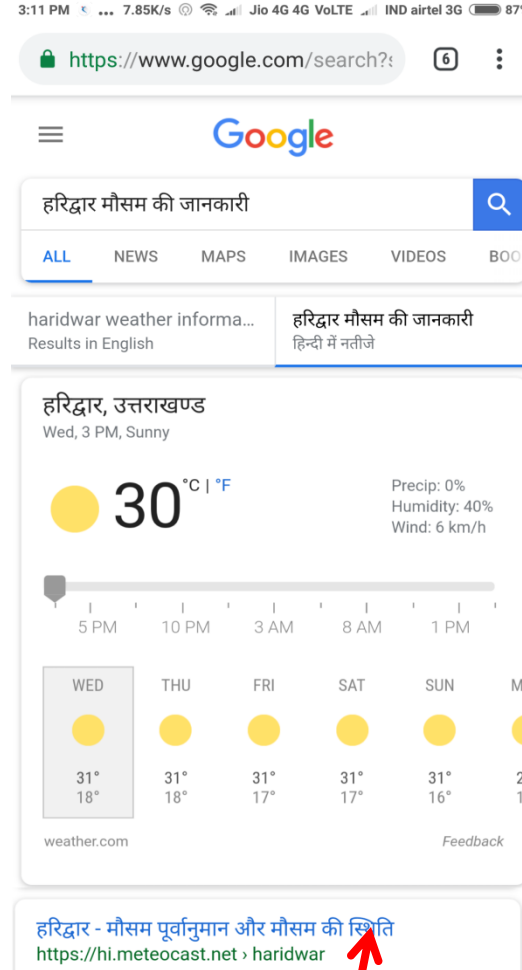 3:11 PM ... 7.85K/s Jio 4G 4G VoLTE IND airtel 3G 87
https://www.google.com/search?s 6
Google
हरिद्वार मौसम की जानकारी
ALL NEWS MAPS IMAGES VIDEOS BOO
haridwar weather informa... हरिद्वार मौसम की जानकारी
Results in English हिन्दी में नतीजे
हरिद्वार, उत्तराखण्ड
Wed, 3 PM, Sunny
30 °C | °F
Precip: 0%
Humidity: 40%
Wind: 6 km/h
5 PM 10 PM 3 AM 8 AM 1 PM
WED THU FRI SAT SUN M
31° 31° 31° 31° 31° 2
18° 18° 17° 17° 16° 1
weather.com Feedback
हरिद्वार - मौसम पूर्वानुमान और मौसम की स्थिति
https://hi.meteocast.net › haridwar